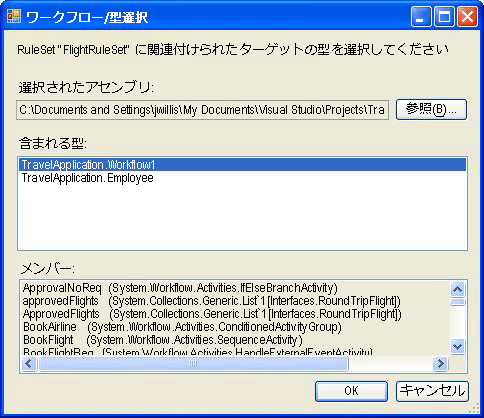 ワークフロー/型選択
RuleSet "FlightRuleSet" に関連付けられたターゲットの型を選択してください
選択されたアセンブリ:
C:\Documents and Settings\jwillis\My Documents\Visual Studio\Projects\Tra
参照(B)...
含まれる型:
TravelApplication.Workflow1
TravelApplication.Employee
メンバー:
ApprovalNoReq (System.Workflow.Activities.IfElseBranchActivity)
approvedFlights (System.Collections.Generic.List`1[Interfaces.RoundTripFlight])
ApprovedFlights (System.Collections.Generic.List`1[Interfaces.RoundTripFlight])
BookAirline (System.Workflow.Activities.ConditionedActivityGroup)
BookFlight (System.Workflow.Activities.SequenceActivity)
BookFlightReq (System.Workflow.Activities.HandleExternalEventActivity)
OK キャンセル